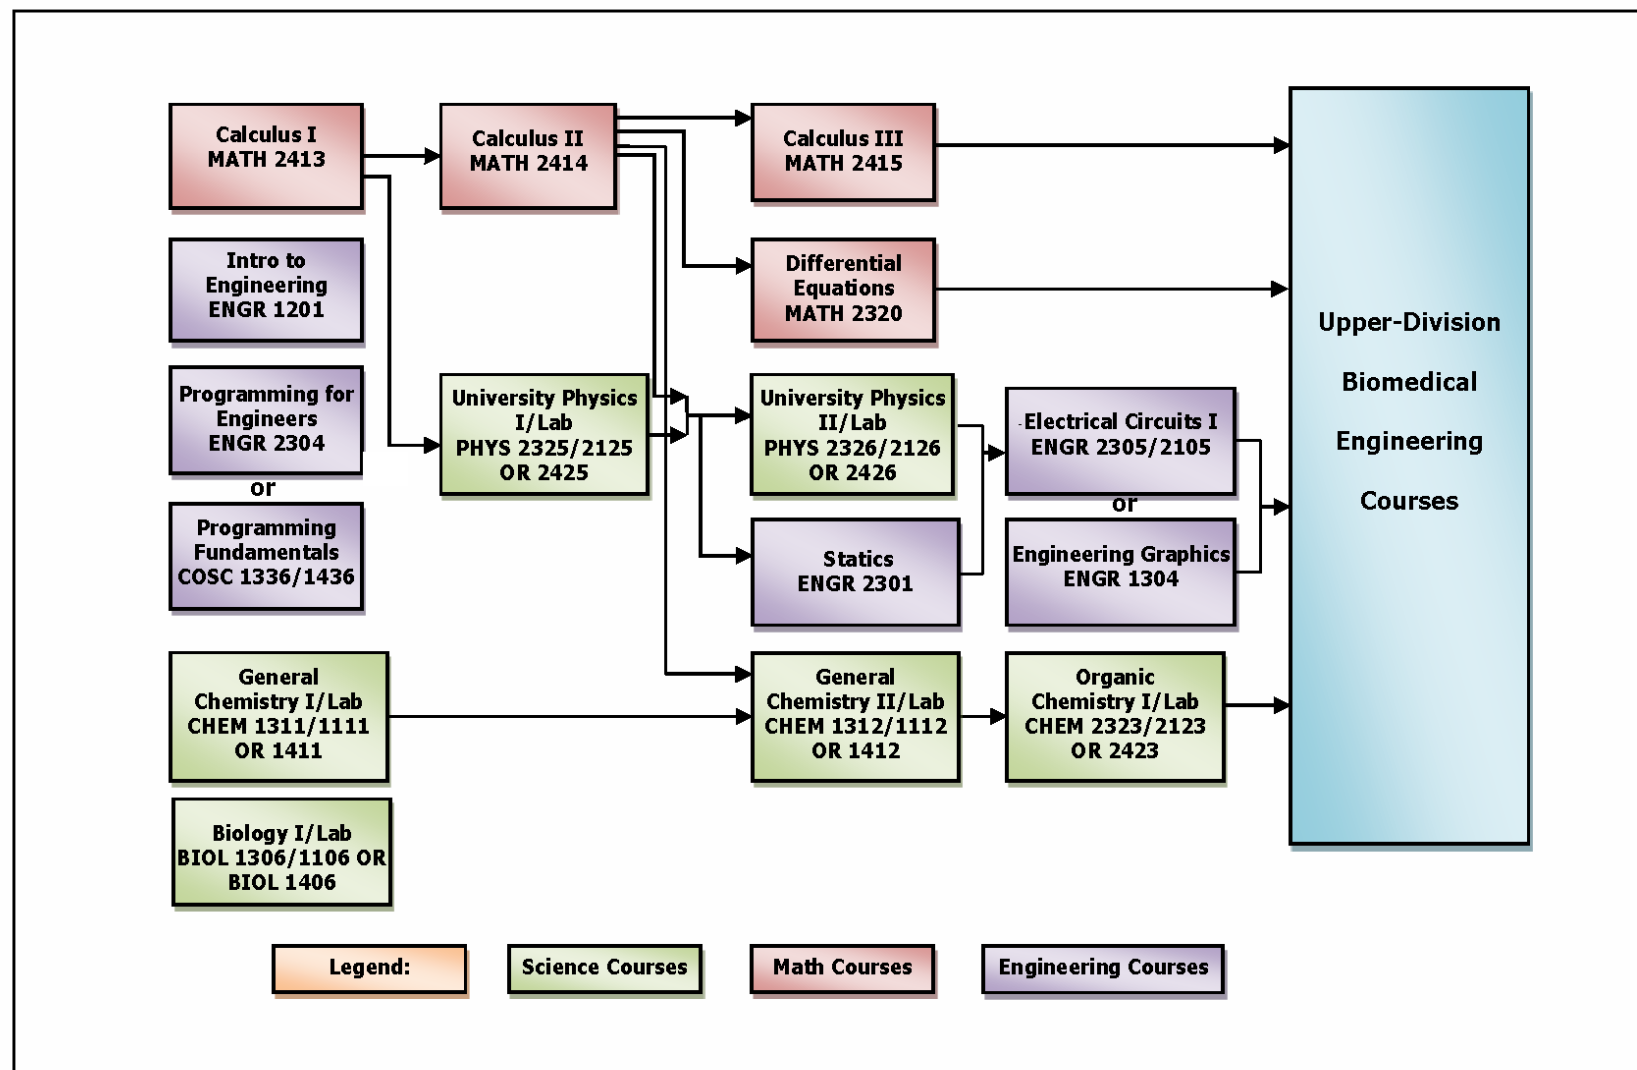 Calculus I
MATH 2413
Calculus II
MATH 2414
Calculus III
MATH 2415
Intro to
Engineering
ENGR 1201
Differential
Equations
MATH 2320
Programming for
Engineers
ENGR 2304
or
Programming
Fundamentals
COSC 1336/1436
University Physics
I/Lab
PHYS 2325/2125
OR 2425
University Physics
II/Lab
PHYS 2326/2126
OR 2426
Electrical Circuits I
ENGR 2305/2105
or
Engineering Graphics
ENGR 1304
Statics
ENGR 2301
General
Chemistry I/Lab
CHEM 1311/1111
OR 1411
General
Chemistry II/Lab
CHEM 1312/1112
OR 1412
Organic
Chemistry I/Lab
CHEM 2323/2123
OR 2423
Biology I/Lab
BIOL 1306/1106 OR
BIOL 1406
Upper-Division
Biomedical
Engineering
Courses
Legend:
Science Courses
Math Courses
Engineering Courses